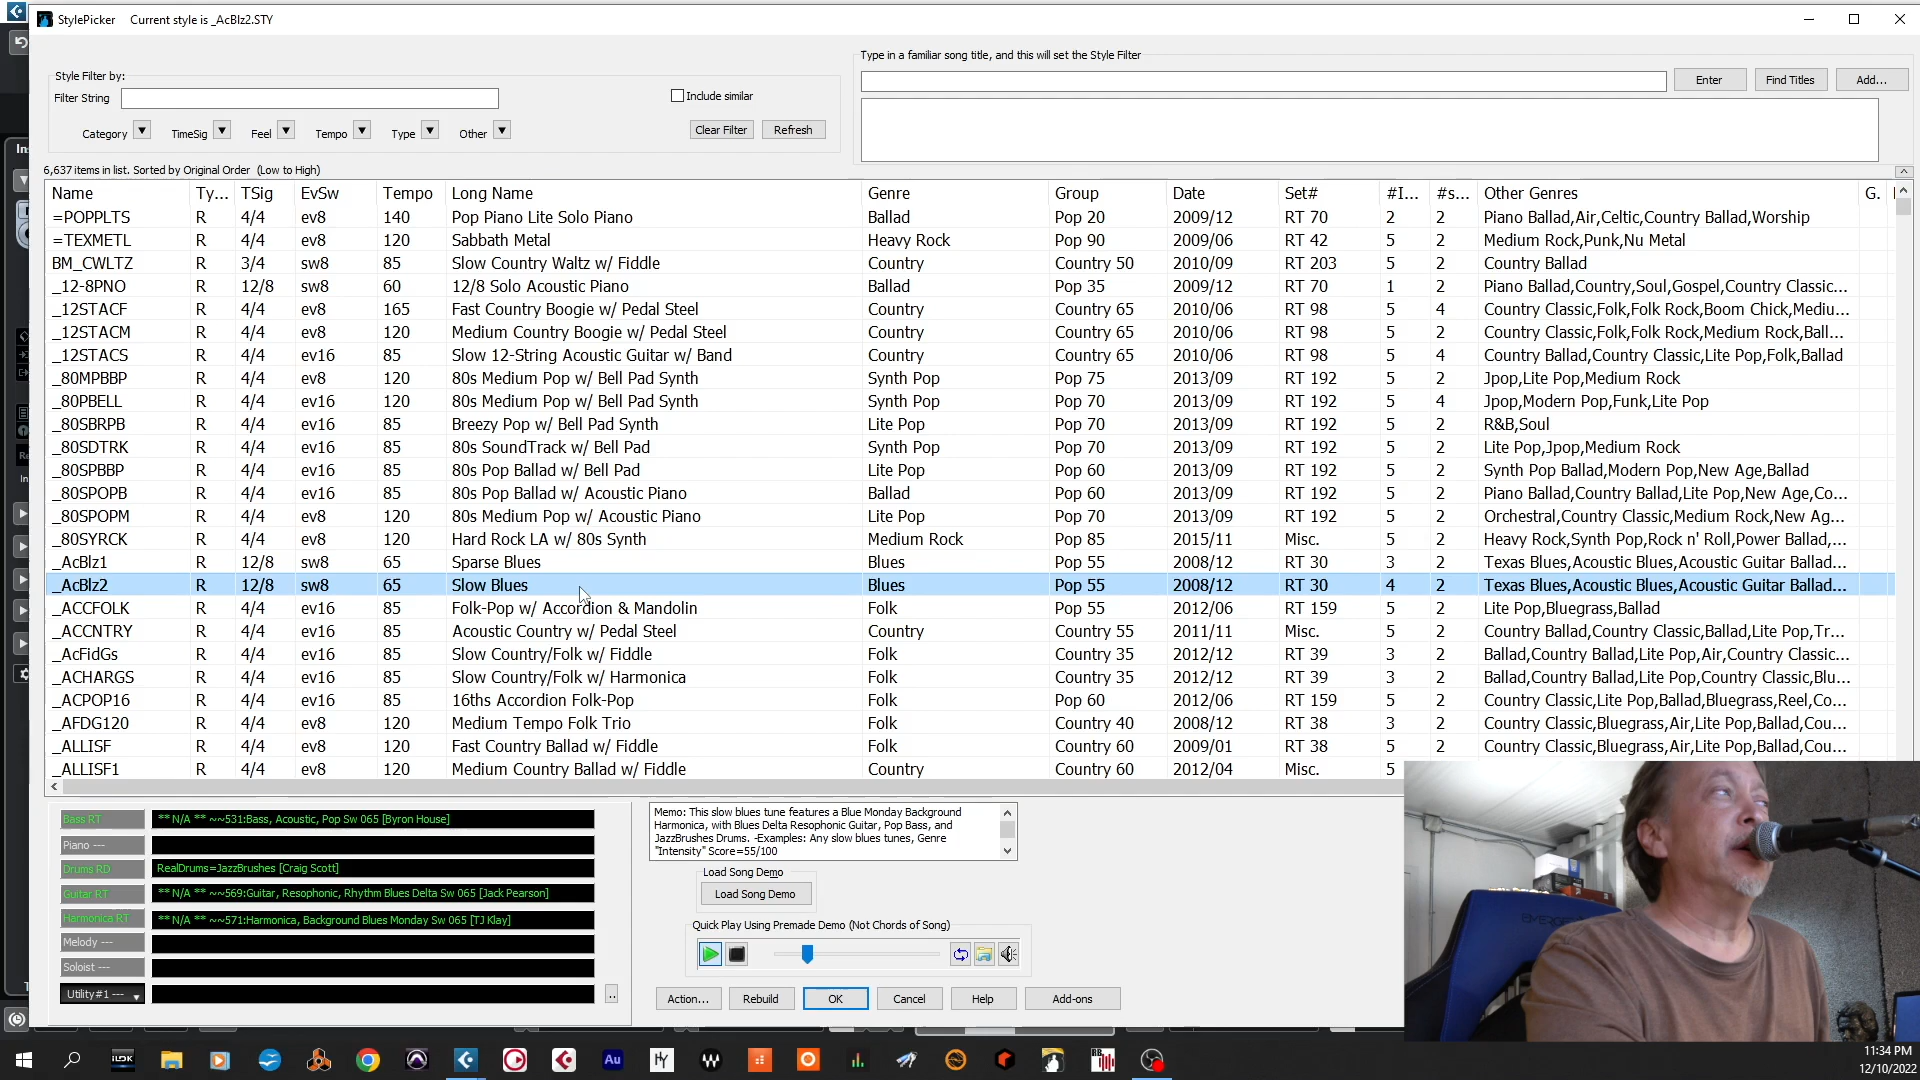 StylePicker Current style is _AcBlz2.STY
Type in a familiar song title, and this will set the Style Filter
Style Filter by:
Filter String
Include similar
Enter Find Titles Add...
Category TimeSig Feel Tempo Type Other Clear Filter Refresh
6,637 items in list. Sorted by Original Order (Low to High)
Name Ty... TSig EvSw Tempo Long Name Genre Group Date Set# #I... #s... Other Genres G.
=POPPLTS R 4/4 ev8 140 Pop Piano Lite Solo Piano Ballad Pop 20 2009/12 RT 70 2 2 Piano Ballad,Air,Celtic,Country Ballad,Worship
=TEXMETL R 4/4 ev8 120 Sabbath Metal Heavy Rock Pop 90 2009/06 RT 42 5 2 Medium Rock,Punk,Nu Metal
BM_CWLTZ R 3/4 sw8 85 Slow Country Waltz w/ Fiddle Country Country 50 2010/09 RT 203 5 2 Country Ballad
_12-8PNO R 12/8 sw8 60 12/8 Solo Acoustic Piano Ballad Pop 35 2009/12 RT 70 1 2 Piano Ballad,Country,Soul,Gospel,Country Classic...
_12STACF R 4/4 ev8 165 Fast Country Boogie w/ Pedal Steel Country Country 65 2010/06 RT 98 5 4 Country Classic,Folk,Folk Rock,Boom Chick,Mediu...
_12STACM R 4/4 ev8 120 Medium Country Boogie w/ Pedal Steel Country Country 65 2010/06 RT 98 5 2 Country Classic,Folk,Folk Rock,Medium Rock,Ball...
_12STACS R 4/4 ev16 85 Slow 12-String Acoustic Guitar w/ Band Country Country 65 2010/06 RT 98 5 4 Country Ballad,Country Classic,Lite Pop,Folk,Ballad
_80MPBBP R 4/4 ev8 120 80s Medium Pop w/ Bell Pad Synth Synth Pop Pop 75 2013/09 RT 192 5 2 Jpop,Lite Pop,Medium Rock
_80PBELL R 4/4 ev16 120 80s Medium Pop w/ Bell Pad Synth Synth Pop Pop 70 2013/09 RT 192 5 4 Jpop,Modern Pop,Funk,Lite Pop
_80SBRPB R 4/4 ev16 85 Breezy Pop w/ Bell Pad Synth Lite Pop Pop 70 2013/09 RT 192 5 2 R&B,Soul
_80SDTRK R 4/4 ev16 85 80s SoundTrack w/ Bell Pad Synth Pop Pop 70 2013/09 RT 192 5 2 Lite Pop,Jpop,Medium Rock
_80SPBBP R 4/4 ev16 85 80s Pop Ballad w/ Bell Pad Lite Pop Pop 60 2013/09 RT 192 5 2 Synth Pop Ballad,Modern Pop,New Age,Ballad
_80SPOPB R 4/4 ev16 85 80s Pop Ballad w/ Acoustic Piano Ballad Pop 60 2013/09 RT 192 5 2 Piano Ballad,Country Ballad,Lite Pop,New Age,Co...
_80SPOPM R 4/4 ev8 120 80s Medium Pop w/ Acoustic Piano Lite Pop Pop 70 2013/09 RT 192 5 2 Orchestral,Country Classic,Medium Rock,New Ag...
_80SYRCK R 4/4 ev8 120 Hard Rock LA w/ 80s Synth Medium Rock Pop 85 2015/11 Misc. 5 2 Heavy Rock,Synth Pop,Rock n' Roll,Power Ballad,...
_AcBlz1 R 12/8 sw8 65 Sparse Blues Blues Pop 55 2008/12 RT 30 3 2 Texas Blues,Acoustic Blues,Acoustic Guitar Ballad...
_AcBlz2 R 12/8 sw8 65 Slow Blues Blues Pop 55 2008/12 RT 30 4 2 Texas Blues,Acoustic Blues,Acoustic Guitar Ballad...
_ACCFOLK R 4/4 ev16 85 Folk-Pop w/ Accordion & Mandolin Folk Pop 55 2012/06 RT 159 5 2 Lite Pop,Bluegrass,Ballad
_ACCNTRY R 4/4 ev16 85 Acoustic Country w/ Pedal Steel Country Country 55 2011/11 Misc. 5 2 Country Ballad,Country Classic,Ballad,Lite Pop,Tr...
_AcFidGs R 4/4 ev16 85 Slow Country/Folk w/ Fiddle Folk Country 35 2012/12 RT 39 3 2 Ballad,Country Ballad,Lite Pop,Air,Country Classic...
_ACHARGS R 4/4 ev16 85 Slow Country/Folk w/ Harmonica Folk Country 35 2012/12 RT 39 3 2 Ballad,Country Ballad,Lite Pop,Country Classic,Blu...
_ACPOP16 R 4/4 ev16 85 16ths Accordion Folk-Pop Folk Pop 60 2012/06 RT 159 5 2 Country Classic,Lite Pop,Ballad,Bluegrass,Reel,Co...
_AFDG120 R 4/4 ev8 120 Medium Tempo Folk Trio Folk Country 40 2008/12 RT 38 3 2 Country Classic,Bluegrass,Air,Lite Pop,Ballad,Cou...
_ALLISF R 4/4 ev8 120 Fast Country Ballad w/ Fiddle Folk Country 60 2009/01 RT 38 5 2 Country Classic,Bluegrass,Air,Lite Pop,Ballad,Cou...
_ALLISF1 R 4/4 ev8 120 Medium Country Ballad w/ Fiddle Country Country 60 2012/04 Misc. 5
Bass RT ** N/A ** ~~531:Bass, Acoustic, Pop Sw 065 [Byron House]
Piano ---
Drums RD RealDrums=JazzBrushes [Craig Scott]
Guitar RT ** N/A ** ~~569:Guitar, Resophonic, Rhythm Blues Delta Sw 065 [Jack Pearson]
Harmonica RT ** N/A ** ~~571:Harmonica, Background Blues Monday Sw 065 [TJ Klay]
Melody ---
Soloist ---
Utility#1 --- ..
Memo: This slow blues tune features a Blue Monday Background
Harmonica, with Blues Delta Resophonic Guitar, Pop Bass, and
JazzBrushes Drums. -Examples: Any slow blues tunes, Genre
"Intensity" Score=55/100
Load Song Demo
Load Song Demo
Quick Play Using Premade Demo (Not Chords of Song)
Action... Rebuild OK Cancel Help Add-ons
iLOK Au HY W RB
11:34 PM
12/10/2022